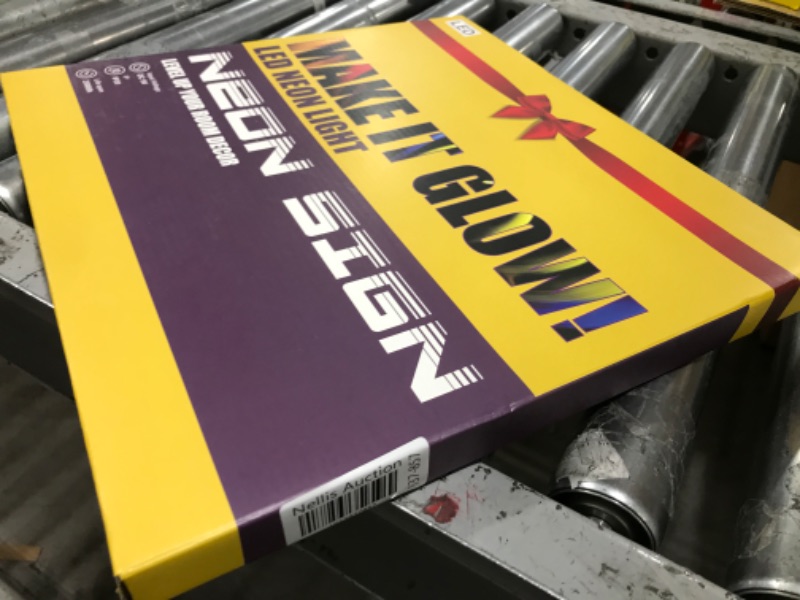 LED
MAKE IT GLOW!
LED NEON LIGHT
NEON SIGN
LEVEL UP YOUR ROOM DECOR
Nellis Auction